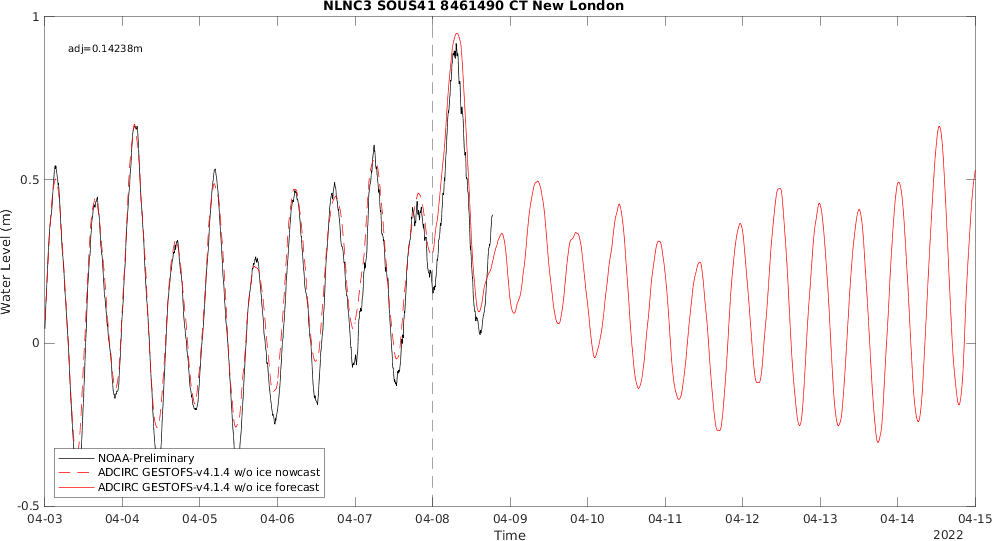 NLNC3 SOUS41 8461490 CT New London
adj=0.14238m
1
0.5
0
-0.5
Water Level (m)
NOAA-Preliminary
ADCIRC GESTOFS-v4.1.4 w/o ice nowcast
ADCIRC GESTOFS-v4.1.4 w/o ice forecast
04-03 04-04 04-05 04-06 04-07 04-08 04-09 04-10 04-11 04-12 04-13 04-14 04-15
Time
2022